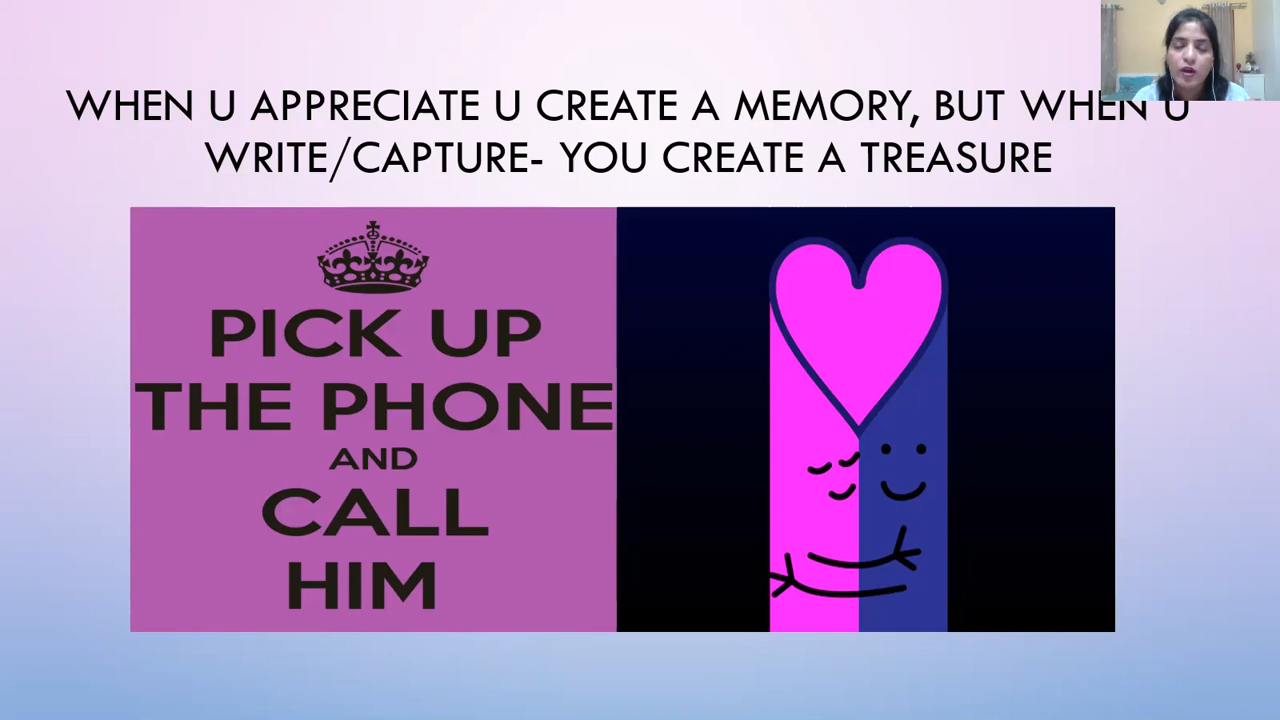 WHEN U APPRECIATE U CREATE A MEMORY, BUT WHEN U
WRITE/CAPTURE- YOU CREATE A TREASURE
PICK UP
THE PHONE
AND
CALL
HIM